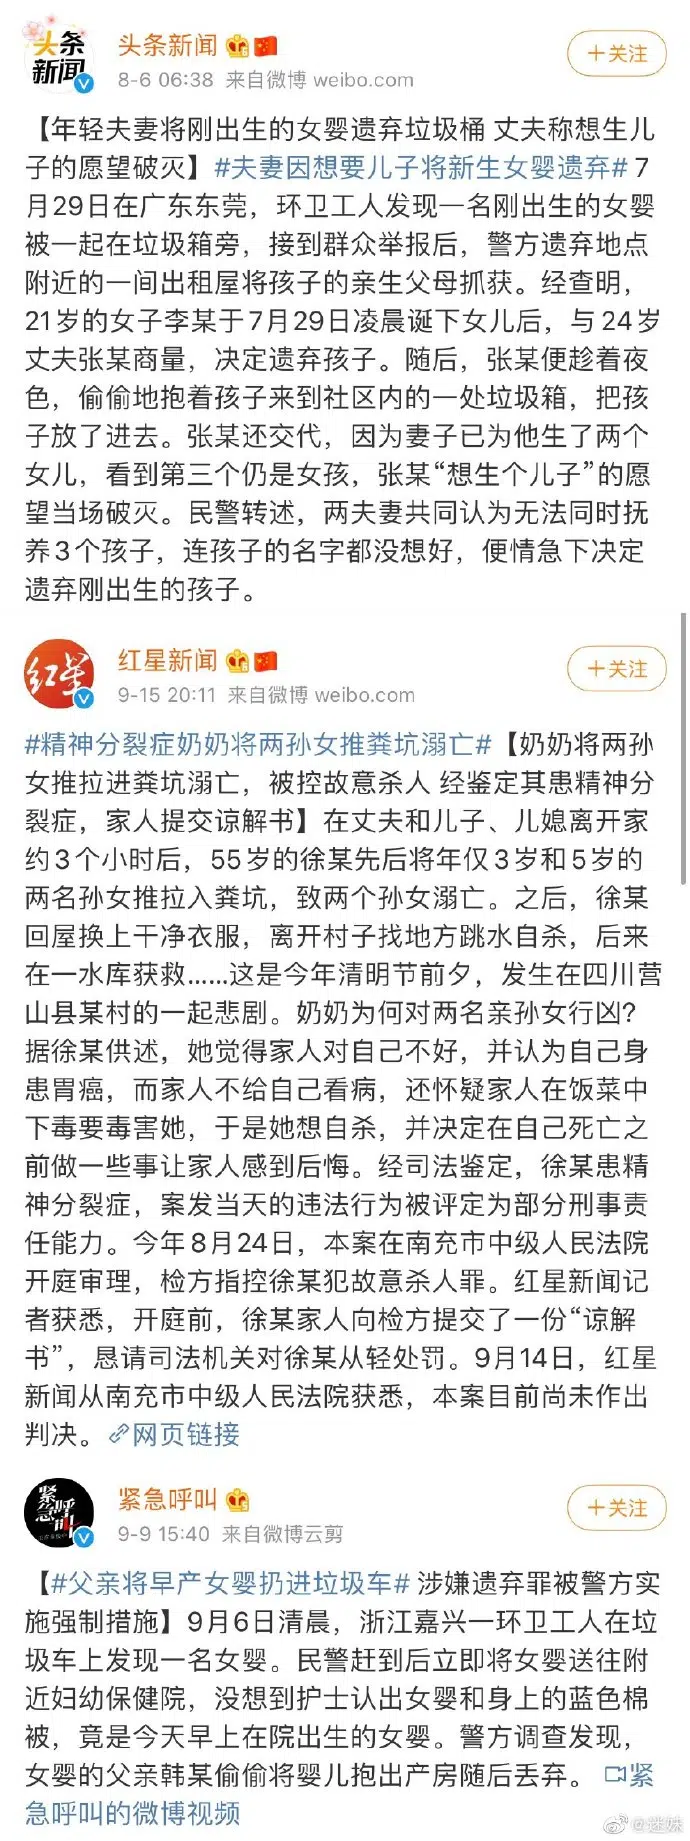 头条
新闻
头条新闻
+关注
8-6 06:38 来自微博 weibo.com
【年轻夫妻将刚出生的女婴遗弃垃圾桶 丈夫称想生儿
子的愿望破灭】#夫妻因想要儿子将新生女婴遗弃# 7
月29日在广东东莞，环卫工人发现一名刚出生的女婴
被一起在垃圾箱旁，接到群众举报后，警方遗弃地点
附近的一间出租屋将孩子的亲生父母抓获。经查明，
21岁的女子李某于7月29日凌晨诞下女儿后，与24岁
丈夫张某商量，决定遗弃孩子。随后，张某便趁着夜
色，偷偷地抱着孩子来到社区内的一处垃圾箱，把孩
子放了进去。张某还交代，因为妻子已为他生了两个
女儿，看到第三个仍是女孩，张某“想生个儿子”的愿
望当场破灭。民警转述，两夫妻共同认为无法同时抚
养3个孩子，连孩子的名字都没想好，便情急下决定
遗弃刚出生的孩子。
红星
红星新闻
+关注
9-15 20:11 来自微博 weibo.com
#精神分裂症奶奶将两孙女推粪坑溺亡#【奶奶将两孙
女推拉进粪坑溺亡，被控故意杀人 经鉴定其患精神分
裂症，家人提交谅解书】在丈夫和儿子、儿媳离开家
约3个小时后，55岁的徐某先后将年仅3岁和5岁的
两名孙女推拉入粪坑，致两个孙女溺亡。之后，徐某
回屋换上干净衣服，离开村子找地方跳水自杀，后来
在一水库获救......这是今年清明节前夕，发生在四川营
山县某村的一起悲剧。奶奶为何对两名亲孙女行凶?
据徐某供述，她觉得家人对自己不好，并认为自己身
患胃癌，而家人不给自己看病，还怀疑家人在饭菜中
下毒要毒害她，于是她想自杀，并决定在自己死亡之
前做一些事让家人感到后悔。经司法鉴定，徐某患精
神分裂症，案发当天的违法行为被评定为部分刑事责
任能力。今年8月24日，本案在南充市中级人民法院
开庭审理，检方指控徐某犯故意杀人罪。红星新闻记
者获悉，开庭前，徐某家人向检方提交了一份“谅解
书”，恳请司法机关对徐某从轻处罚。9月14日，红星
新闻从南充市中级人民法院获悉，本案目前尚未作出
判决。网页链接
紧急呼叫
紧急呼叫
+关注
9-9 15:40 来自微博云剪
【#父亲将早产女婴扔进垃圾车# 涉嫌遗弃罪被警方实
施强制措施】9月6日清晨，浙江嘉兴一环卫工人在垃
圾车上发现一名女婴。民警赶到后立即将女婴送往附
近妇幼保健院，没想到护士认出女婴和身上的蓝色棉
被，竟是今天早上在院出生的女婴。警方调查发现，
女婴的父亲韩某偷偷将婴儿抱出产房随后丢弃。紧
急呼叫的微博视频
@迷妹